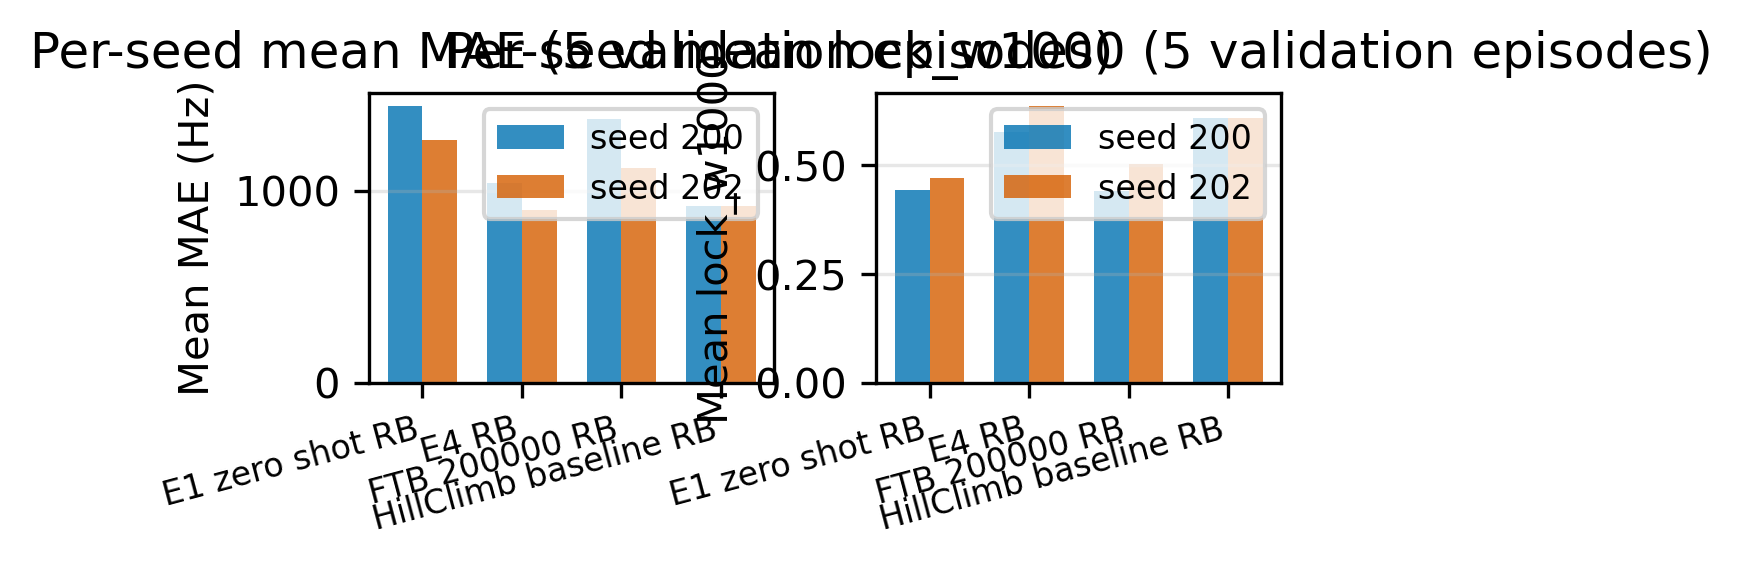 Per-seed mean MAE (5 validation episodes)
Per-seed mean lock_w1000 (5 validation episodes)
Mean MAE (Hz)
1000
0
seed 200
seed 202
E1 zero shot RB
E4 RB
FTB 200000 RB
HillClimb baseline RB
Mean lock_w1000
0.50
0.25
0.00
seed 200
seed 202
E1 zero shot RB
E4 RB
FTB 200000 RB
HillClimb baseline RB